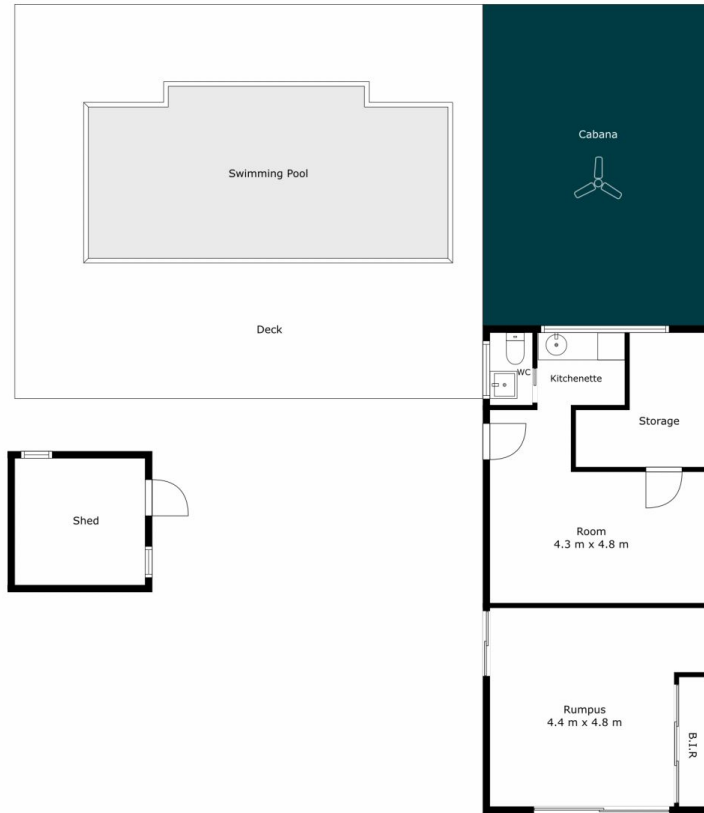 Cabana
Swimming Pool
Deck
WC
Kitchenette
Storage
Shed
Room
4.3 m x 4.8 m
Rumpus
4.4 m x 4.8 m
B.I.R